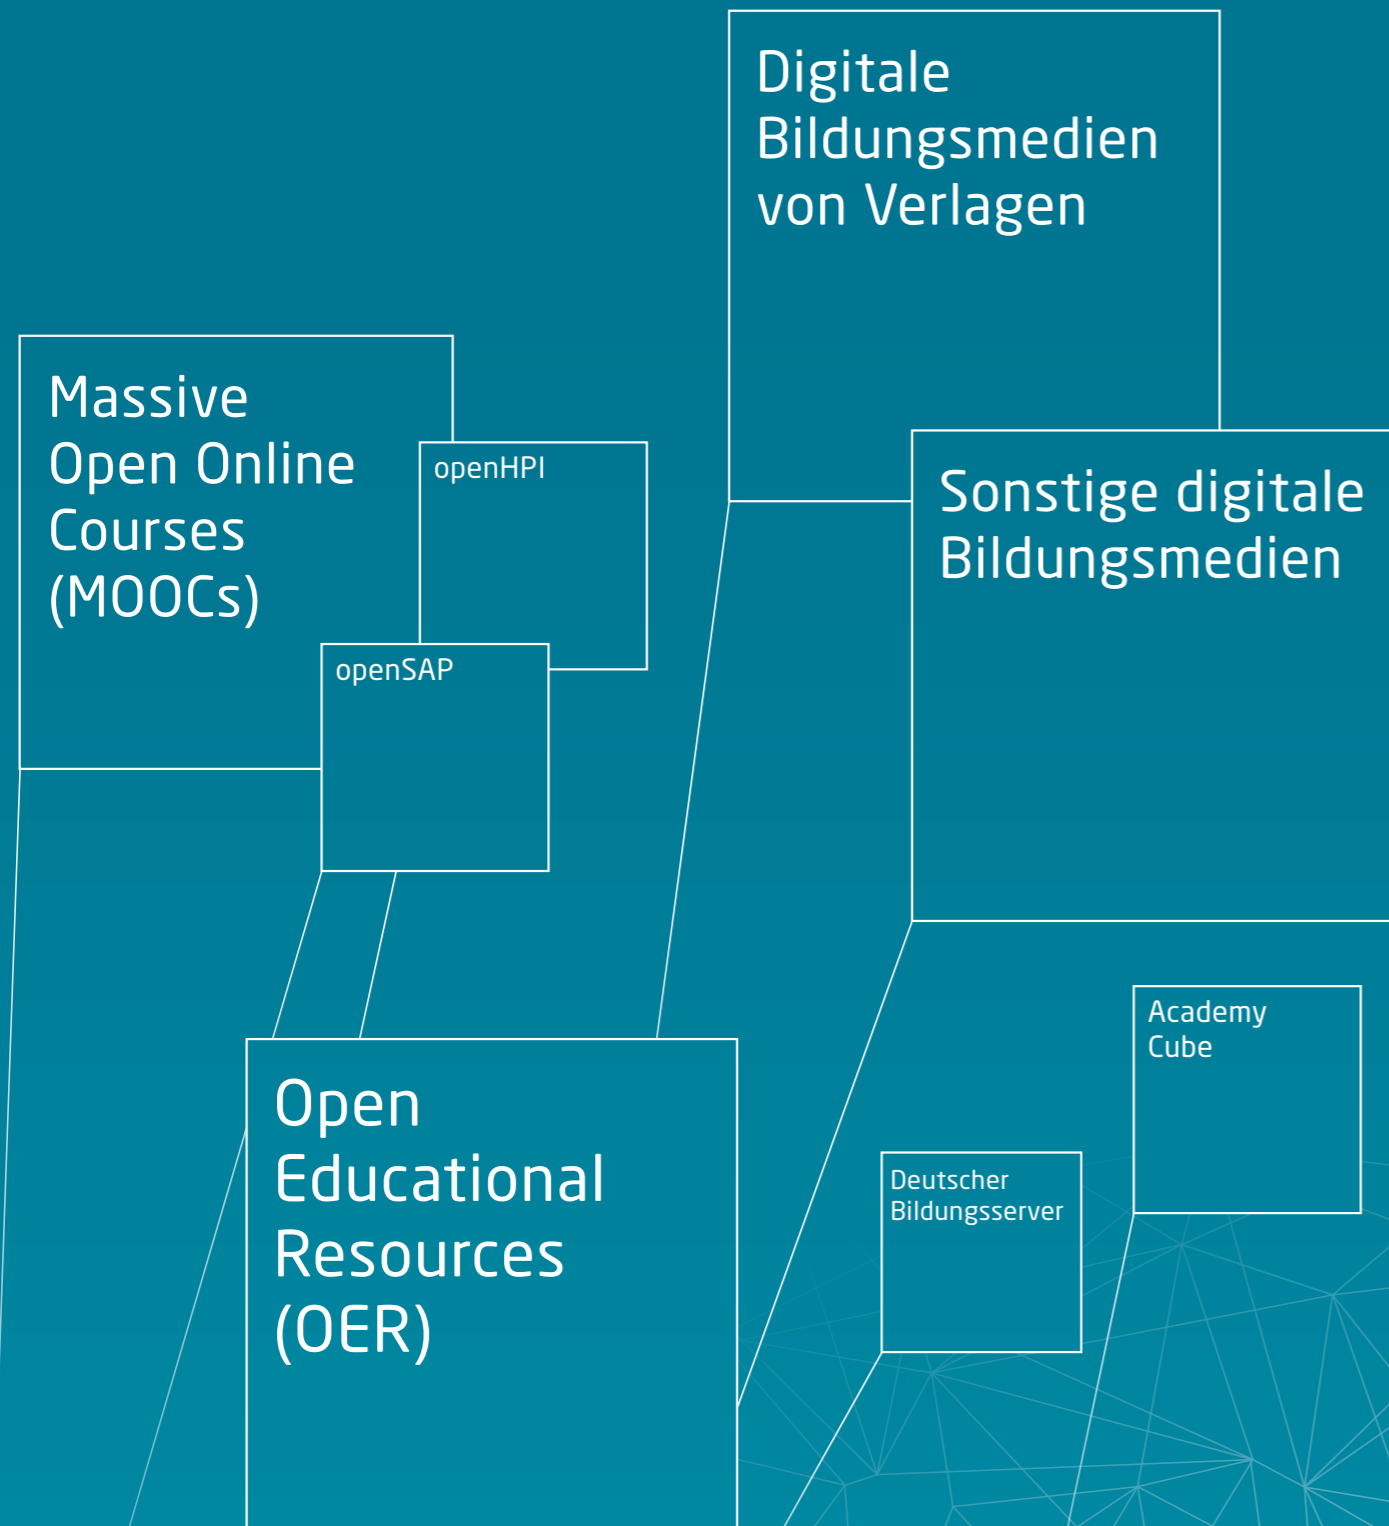 Digitale
Bildungsmedien
von Verlagen
Massive
Open Online
Courses
(MOOCs)
openHPI
openSAP
Sonstige digitale
Bildungsmedien
Academy
Cube
Open
Educational
Resources
(OER)
Deutscher
Bildungsserver